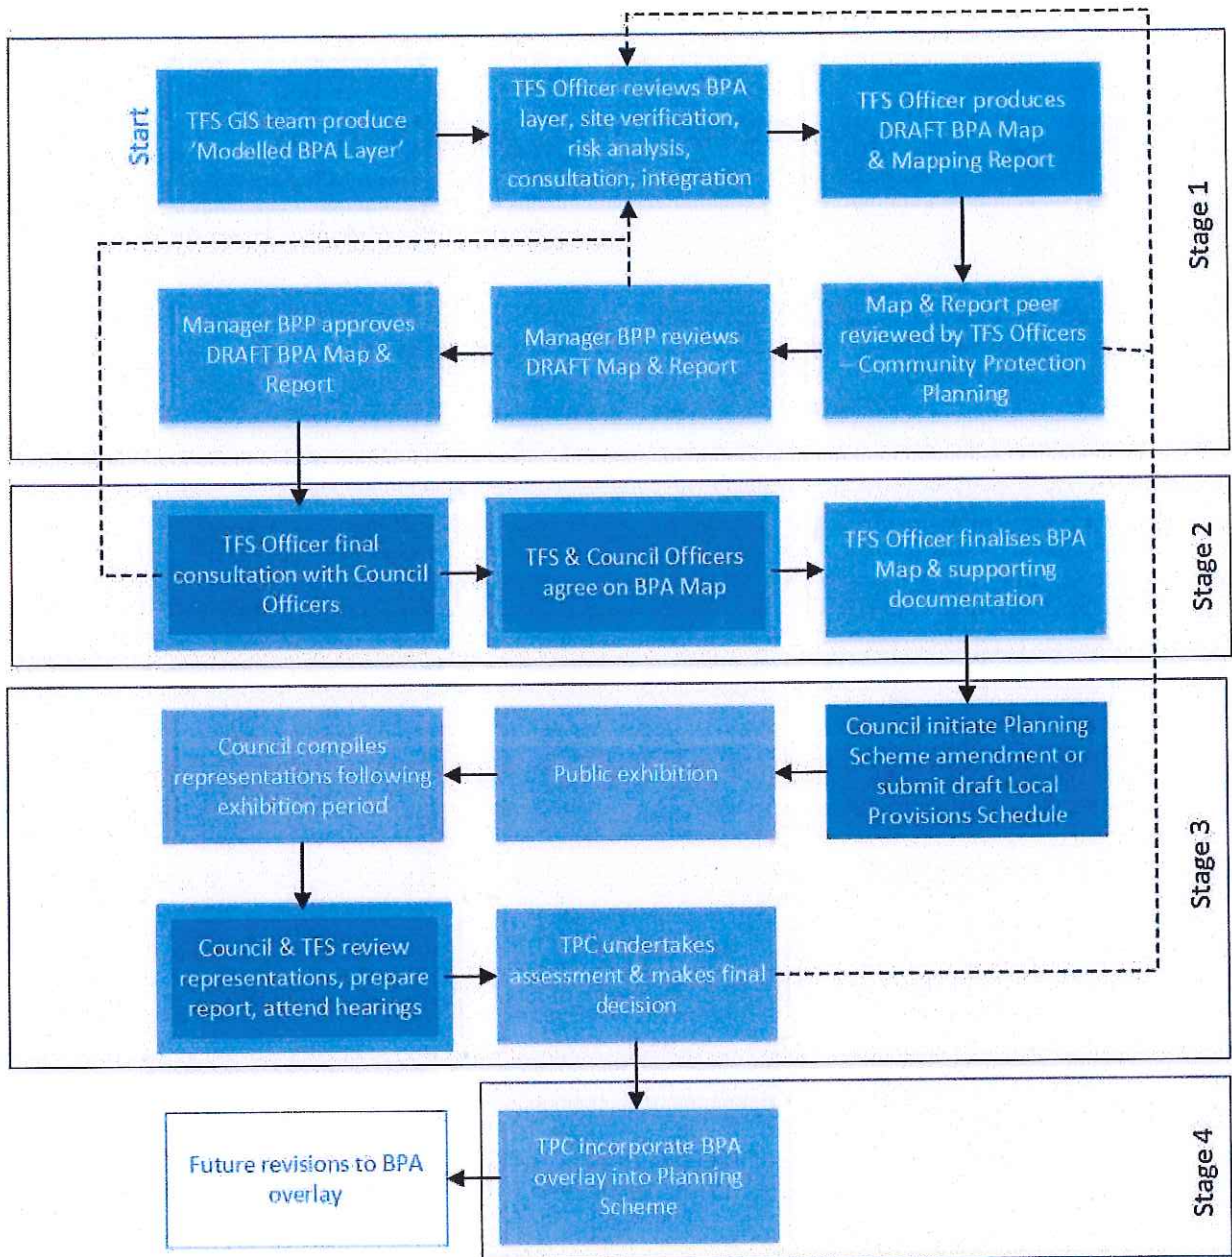 Start
TFS GIS team produce
‘Modelled BPA Layer’
TFS Officer reviews BPA
layer, site verification,
risk analysis,
consultation, integration
TFS Officer produces
DRAFT BPA Map
& Mapping Report
Stage 1
Manager BPP approves
DRAFT BPA Map &
Report
Manager BPP reviews
DRAFT Map & Report
Map & Report peer
reviewed by TFS Officers
– Community Protection
Planning
TFS Officer final
consultation with Council
Officers
TFS & Council Officers
agree on BPA Map
TFS Officer finalises BPA
Map & supporting
documentation
Stage 2
Council compiles
representations following
exhibition period
Public exhibition
Council initiate Planning
Scheme amendment or
submit draft Local
Provisions Schedule
Stage 3
Council & TFS review
representations, prepare
report, attend hearings
TPC undertakes
assessment & makes final
decision
Future revisions to BPA
overlay
TPC incorporate BPA
overlay into Planning
Scheme
Stage 4